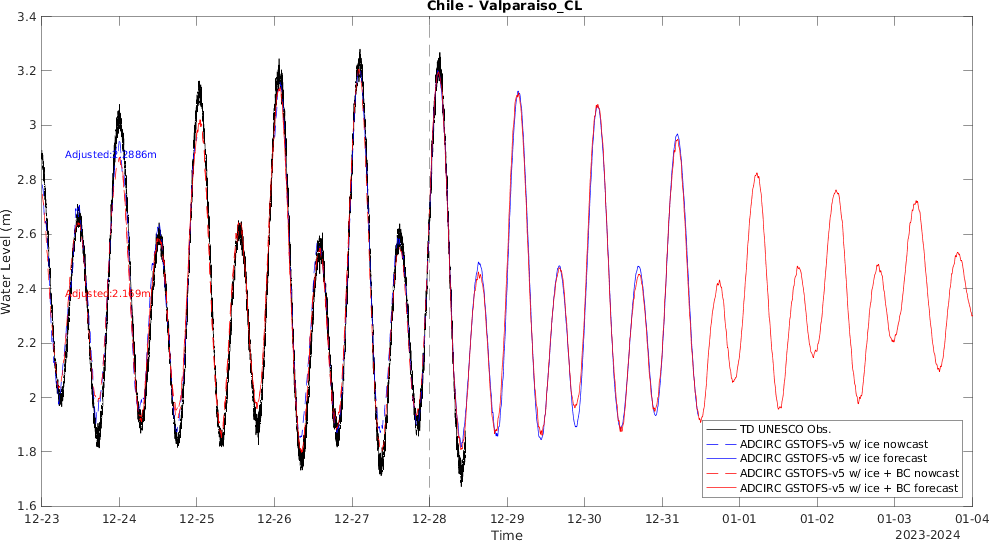 Chile - Valparaiso_CL
3.4
3.2
3
2.8
2.6
2.4
2.2
2
1.8
1.6
Water Level (m)
Adjusted:
2886m
Adjusted:2.169m
TD UNESCO Obs.
ADCIRC GSTOFS-v5 w/ ice nowcast
ADCIRC GSTOFS-v5 w/ ice forecast
ADCIRC GSTOFS-v5 w/ ice + BC nowcast
ADCIRC GSTOFS-v5 w/ ice + BC forecast
12-23 12-24 12-25 12-26 12-27 12-28 12-29 12-30 12-31 01-01 01-02 01-03 01-04
Time
2023-2024